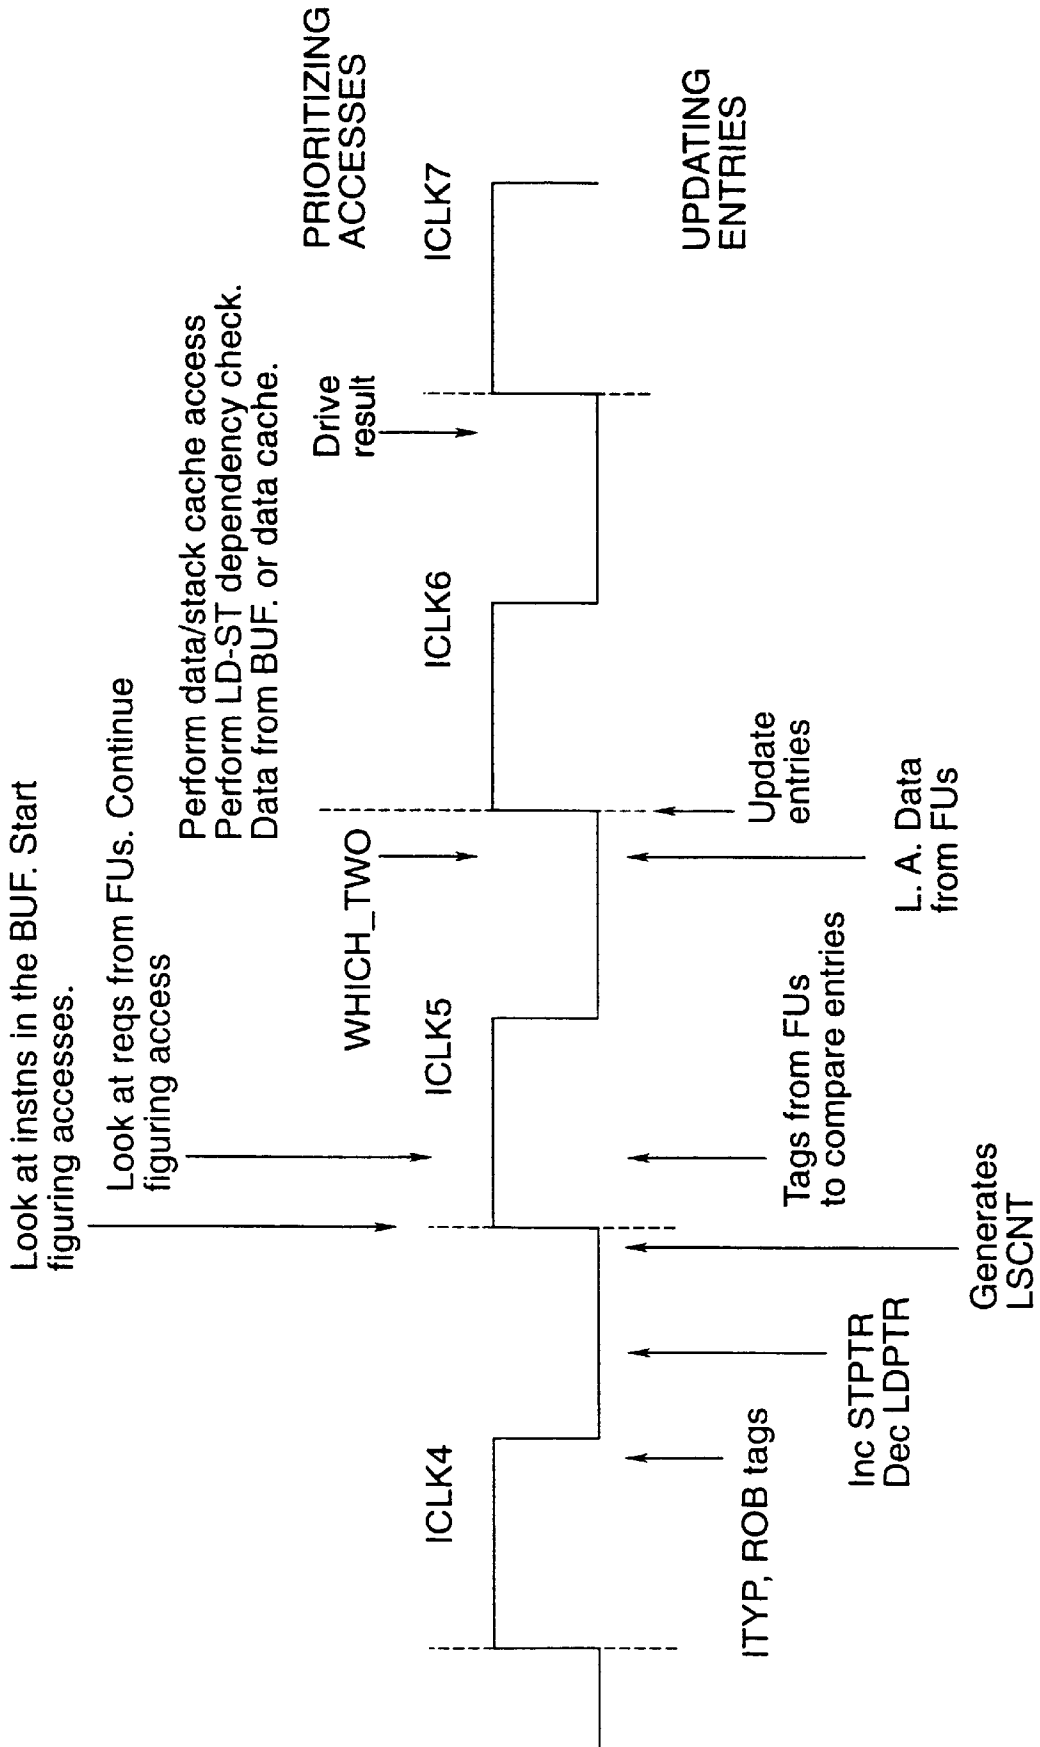 Look at instns in the BUF. Start
figuring accesses.
Look at reqs from FUs. Continue
figuring access
Perform data/stack cache access
Perform LD-ST dependency check.
Data from BUF. or data cache.
PRIORITIZING
ACCESSES
WHICH_TWO
Drive
result
ICLK4
ICLK5
ICLK6
ICLK7
UPDATING
ENTRIES
ITYP, ROB tags
Inc STPTR
Dec LDPTR
Generates
LSCNT
Tags from FUs
to compare entries
L. A. Data
from FUs
Update
entries